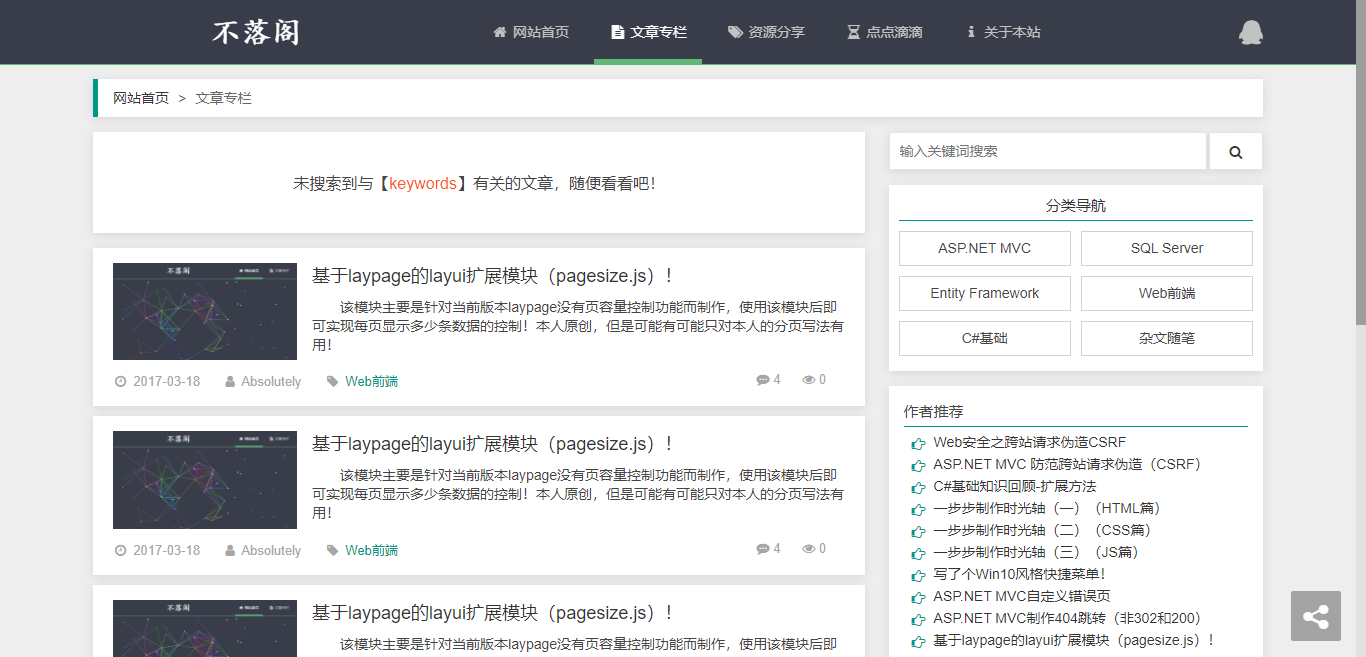 不落阁
网站首页
文章专栏
资源分享
点点滴滴
关于本站
网站首页 > 文章专栏
未搜索到与【keywords】有关的文章，随便看看吧！
基于laypage的layui扩展模块（pagesize.js）！
该模块主要是针对当前版本laypage没有页容量控制功能而制作，使用该模块后即
可实现每页显示多少条数据的控制！本人原创，但是可能有可能只对本人的分页写法有
用！
2017-03-18 Absolutely Web前端 4 0
基于laypage的layui扩展模块（pagesize.js）！
该模块主要是针对当前版本laypage没有页容量控制功能而制作，使用该模块后即
可实现每页显示多少条数据的控制！本人原创，但是可能有可能只对本人的分页写法有
用！
2017-03-18 Absolutely Web前端 4 0
基于laypage的layui扩展模块（pagesize.js）！
该模块主要是针对当前版本laypage没有页容量控制功能而制作，使用该模块后即
输入关键词搜索
分类导航
ASP.NET MVC
SQL Server
Entity Framework
Web前端
C#基础
杂文随笔
作者推荐
Web安全之跨站请求伪造CSRF
ASP.NET MVC 防范跨站请求伪造（CSRF）
C#基础知识回顾-扩展方法
一步步制作时光轴（一）（HTML篇）
一步步制作时光轴（二）（CSS篇）
一步步制作时光轴（三）（JS篇）
写了个Win10风格快捷菜单！
ASP.NET MVC自定义错误页
ASP.NET MVC制作404跳转（非302和200）
基于laypage的layui扩展模块（pagesize.js）！